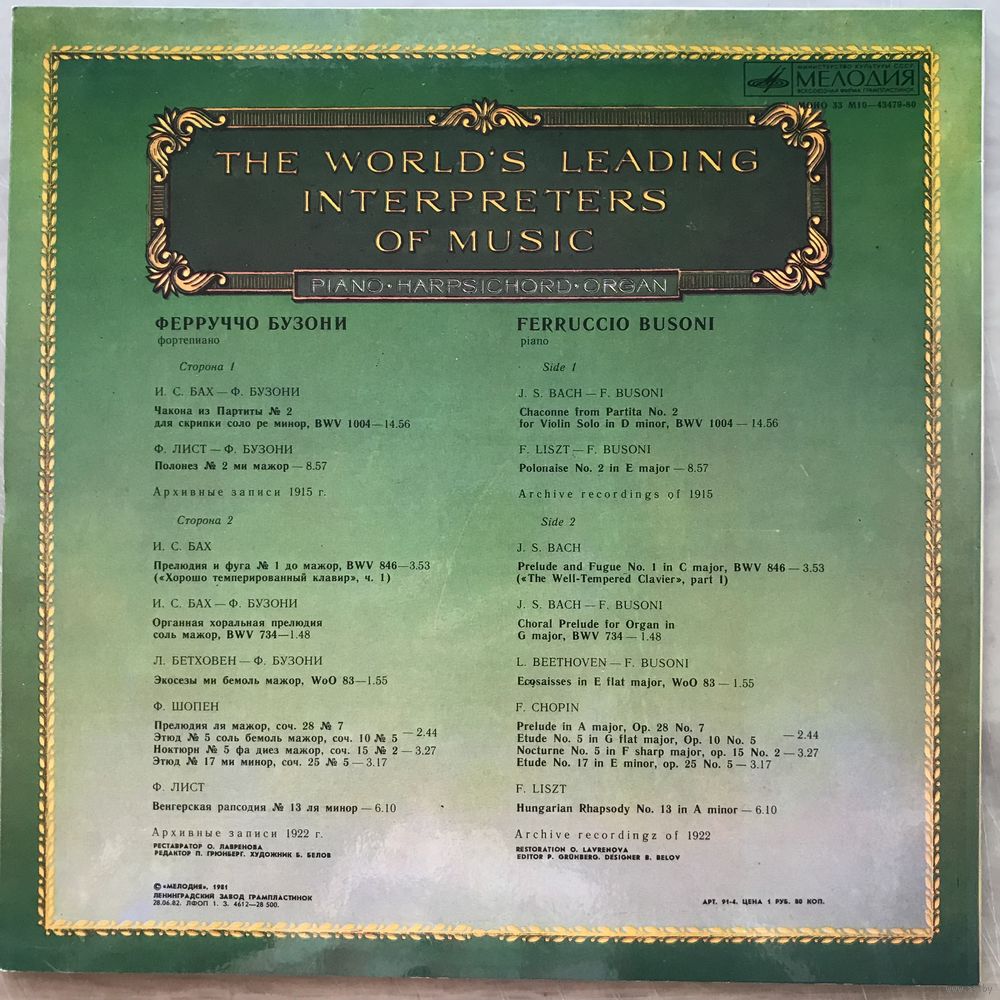 МИНИСТЕРСТВО КУЛЬТУРЫ СССР
МЕЛОДИЯ
ВСЕСОЮЗНАЯ ФИРМА ГРАМПЛАСТИНОК
МОНО 33 М10—43479-80
THE WORLD'S LEADING
INTERPRETERS
OF MUSIC
PIANO·HARPSICHORD·ORGAN
ФЕРРУЧЧО БУЗОНИ
фортепиано
Сторона 1
И. С. БАХ — Ф. БУЗОНИ
Чакона из Партиты № 2
для скрипки соло ре минор, BWV 1004 — 14.56
Ф. ЛИСТ — Ф. БУЗОНИ
Полонез № 2 ми мажор — 8.57
Архивные записи 1915 г.
Сторона 2
И. С. БАХ
Прелюдия и фуга № 1 до мажор, BWV 846 — 3.53
(«Хорошо темперированный клавир», ч. 1)
И. С. БАХ — Ф. БУЗОНИ
Органная хоральная прелюдия
соль мажор, BWV 734 — 1.48
Л. БЕТХОВЕН — Ф. БУЗОНИ
Экосезы ми бемоль мажор, WoO 83 — 1.55
Ф. ШОПЕН
Прелюдия ля мажор, соч. 28 № 7
Этюд № 5 соль бемоль мажор, соч. 10 № 5 — 2.44
Ноктюрн № 5 фа диез мажор, соч. 15 № 2 — 3.27
Этюд № 17 ми минор, соч. 25 № 5 — 3.17
Ф. ЛИСТ
Венгерская рапсодия № 13 ля минор — 6.10
Архивные записи 1922 г.
РЕСТАВРАТОР О. ЛАВРЕНОВА
РЕДАКТОР П. ГРЮНБЕРГ. ХУДОЖНИК Б. БЕЛОВ
© «МЕЛОДИЯ», 1981
ЛЕНИНГРАДСКИЙ ЗАВОД ГРАМПЛАСТИНОК
28.06.82. ЛФОП 1. З. 4612—28 500.
FERRUCCIO BUSONI
piano
Side 1
J. S. BACH — F. BUSONI
Chaconne from Partita No. 2
for Violin Solo in D minor, BWV 1004 — 14.56
F. LISZT — F. BUSONI
Polonaise No. 2 in E major — 8.57
Archive recordings of 1915
Side 2
J. S. BACH
Prelude and Fugue No. 1 in C major, BWV 846 — 3.53
(«The Well-Tempered Clavier», part I)
J. S. BACH — F. BUSONI
Choral Prelude for Organ in
G major, BWV 734 — 1.48
L. BEETHOVEN — F. BUSONI
Ecosaisses in E flat major, WoO 83 — 1.55
F. CHOPIN
Prelude in A major, Op. 28 No. 7
Etude No. 5 in G flat major, Op. 10 No. 5 — 2.44
Nocturne No. 5 in F sharp major, op. 15 No. 2 — 3.27
Etude No. 17 in E minor, op. 25 No. 5 — 3.17
F. LISZT
Hungarian Rhapsody No. 13 in A minor — 6.10
Archive recordingz of 1922
RESTORATION O. LAVRENOVA
EDITOR P. GRÜNBERG. DESIGNER B. BELOV
АРТ. 91-4. ЦЕНА 1 РУБ. 80 КОП.